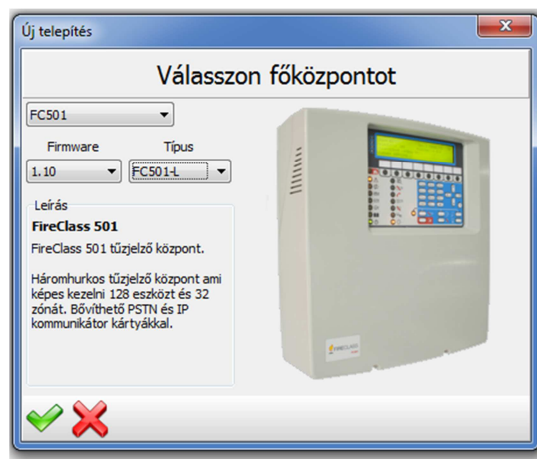 Új telepítés
Válasszon főközpontot
FC501
Firmware
Típus
1.10
FC501-L
Leírás
FireClass 501
FireClass 501 tűzjelző központ.
Háromhurkos tűzjelző központ ami
képes kezelni 128 eszközt és 32
zónát. Bővíthető PSTN és IP
kommunikátor kártyákkal.